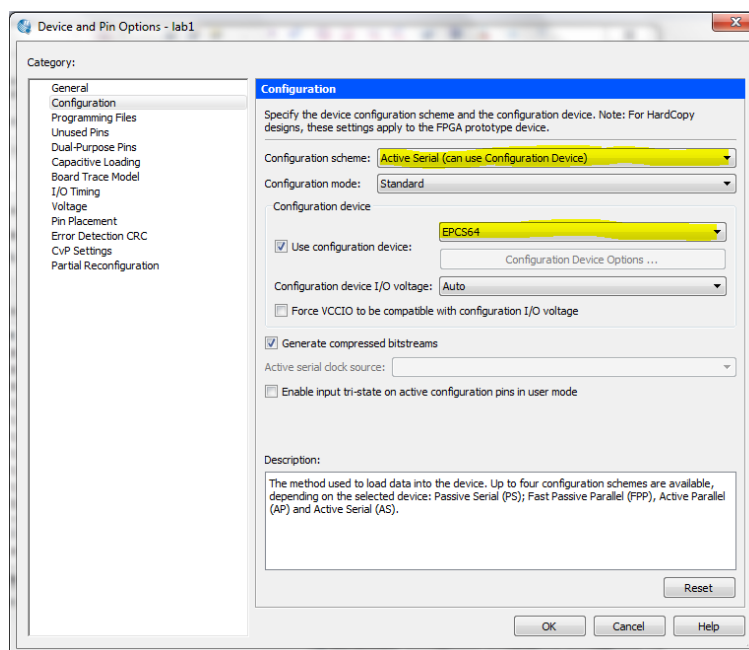 Device and Pin Options - lab1
Category:
General
Configuration
Programming Files
Unused Pins
Dual-Purpose Pins
Capacitive Loading
Board Trace Model
I/O Timing
Voltage
Pin Placement
Error Detection CRC
CvP Settings
Partial Reconfiguration
Configuration
Specify the device configuration scheme and the configuration device. Note: For HardCopy
designs, these settings apply to the FPGA prototype device.
Configuration scheme: Active Serial (can use Configuration Device)
Configuration mode: Standard
Configuration device
EPCS64
Use configuration device:
Configuration Device Options ...
Configuration device I/O voltage: Auto
Force VCCIO to be compatible with configuration I/O voltage
Generate compressed bitstreams
Active serial clock source:
Enable input tri-state on active configuration pins in user mode
Description:
The method used to load data into the device. Up to four configuration schemes are available,
depending on the selected device: Passive Serial (PS); Fast Passive Parallel (FPP), Active Parallel
(AP) and Active Serial (AS).
Reset
OK Cancel Help